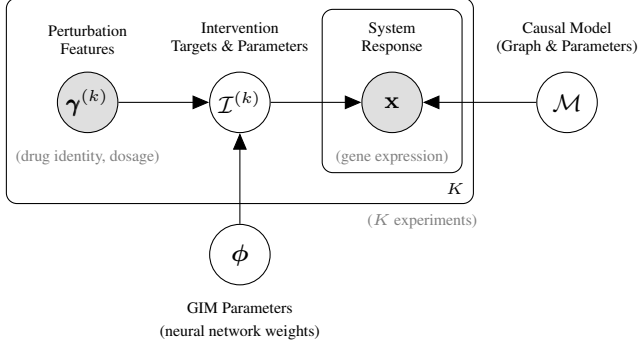 Perturbation
Features
Intervention
Targets & Parameters
System
Response
Causal Model
(Graph & Parameters)
γ^(k)
I^(k)
x
M
(drug identity, dosage)
(gene expression)
K
(K experiments)
ϕ
GIM Parameters
(neural network weights)